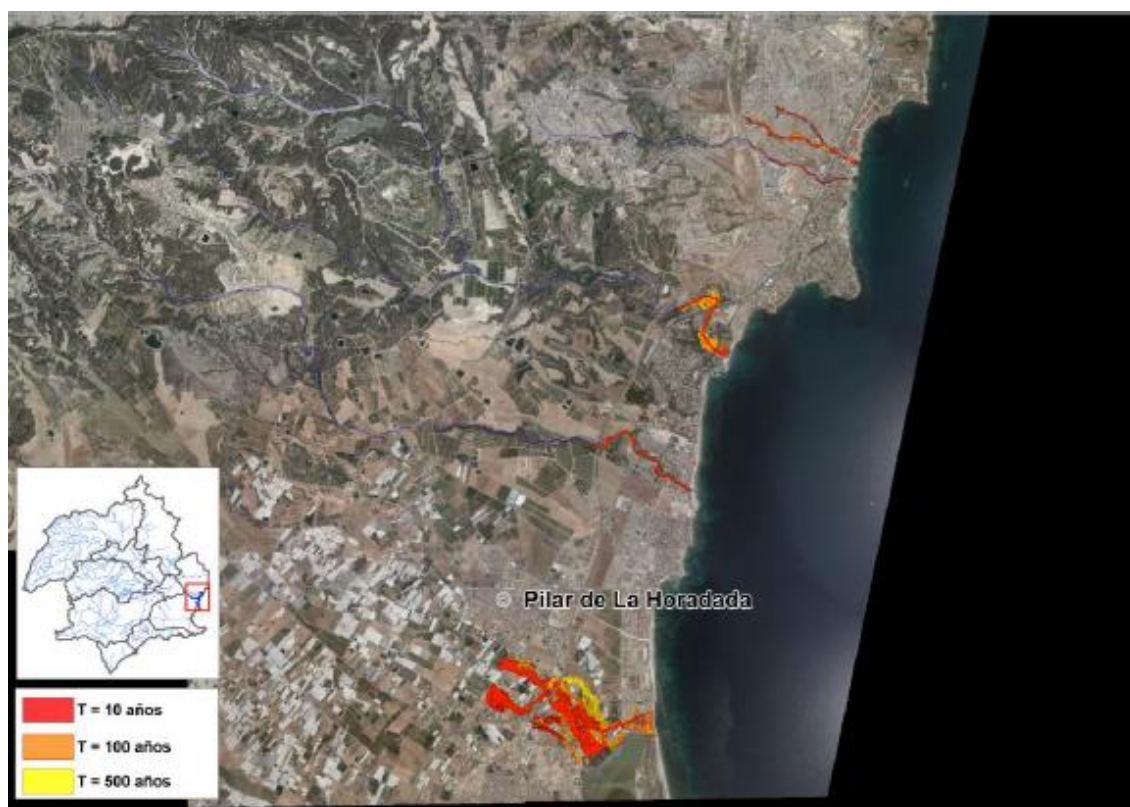 Pilar de La Horadada
T = 10 años
T = 100 años
T = 500 años